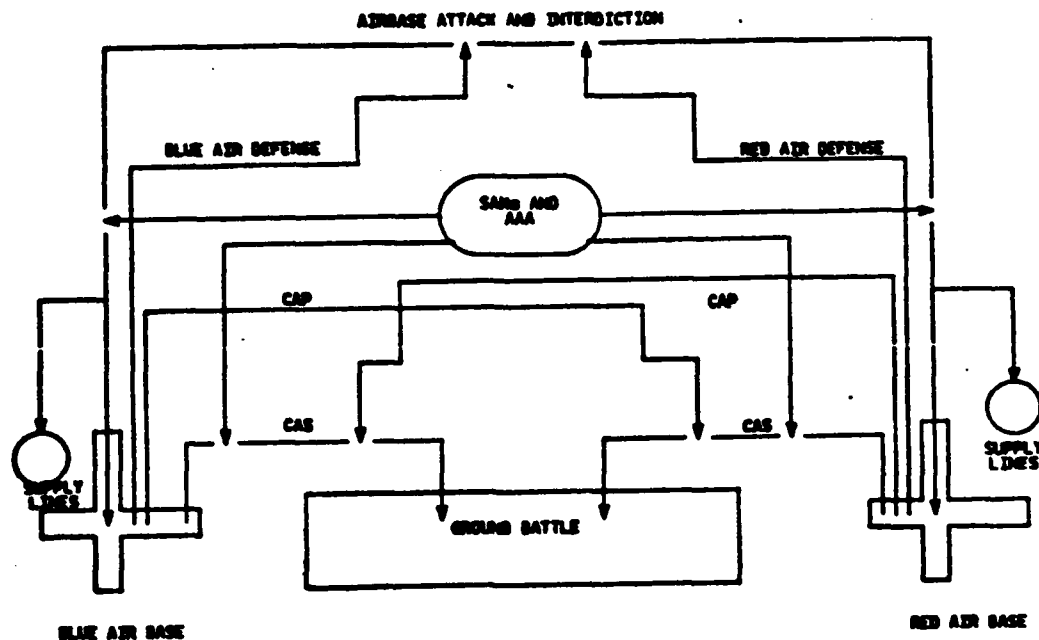 AIRBASE ATTACK AND INTERDICTION
BLUE AIR DEFENSE
RED AIR DEFENSE
SAMs AND
AAA
CAP
CAP
CAS
CAS
SUPPLY
LINES
SUPPLY
LINES
GROUND BATTLE
BLUE AIR BASE
RED AIR BASE